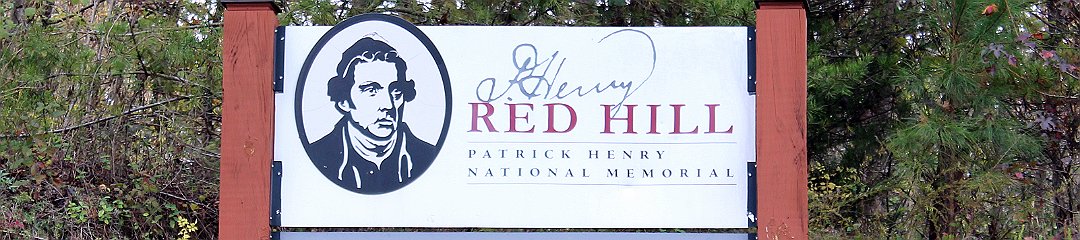 P. Henry
RED HILL
PATRICK HENRY
NATIONAL MEMORIAL